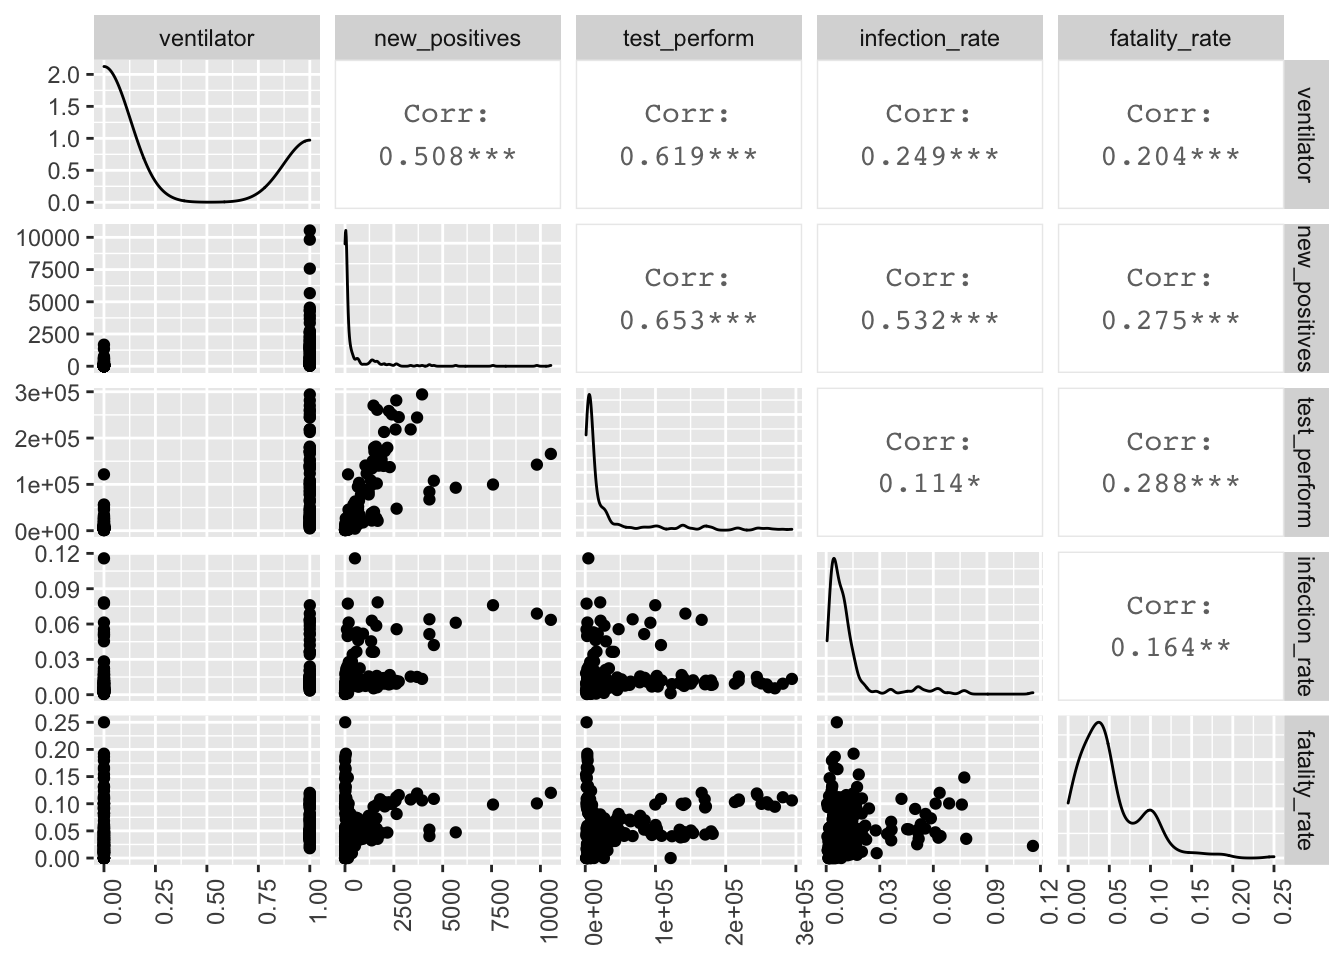 ventilator new_positives test_perform infection_rate fatality_rate
2.0
1.5
1.0
0.5
0.0
Corr:
0.508***
Corr:
0.619***
Corr:
0.249***
Corr:
0.204***
ventilator
10000
7500
5000
2500
0
Corr:
0.653***
Corr:
0.532***
Corr:
0.275***
new_positives
3e+05
2e+05
1e+05
0e+00
Corr:
0.114*
Corr:
0.288***
test_perform
0.12
0.09
0.06
0.03
0.00
Corr:
0.164**
infection_rate
0.25
0.20
0.15
0.10
0.05
0.00
fatality_rate
0.00 0.25 0.50 0.75 1.00
0 2500 5000 7500 10000
0e+00 1e+05 2e+05 3e+05
0.00 0.03 0.06 0.09 0.12
0.00 0.05 0.10 0.15 0.20 0.25